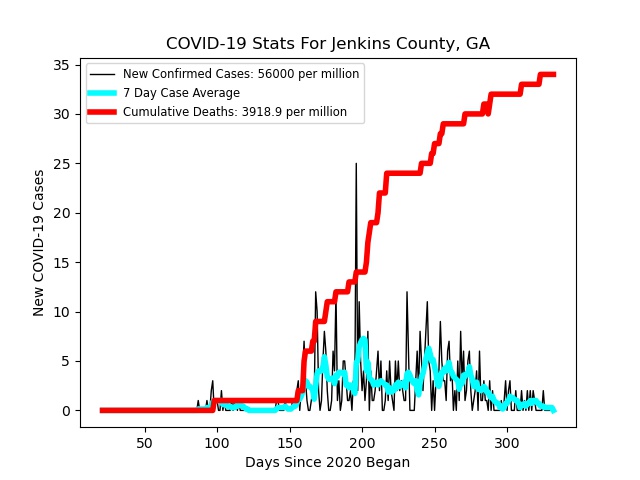 COVID-19 Stats For Jenkins County, GA
New Confirmed Cases: 56000 per million
7 Day Case Average
Cumulative Deaths: 3918.9 per million
New COVID-19 Cases
35
30
25
20
15
10
5
0
50
100
150
200
250
300
Days Since 2020 Began